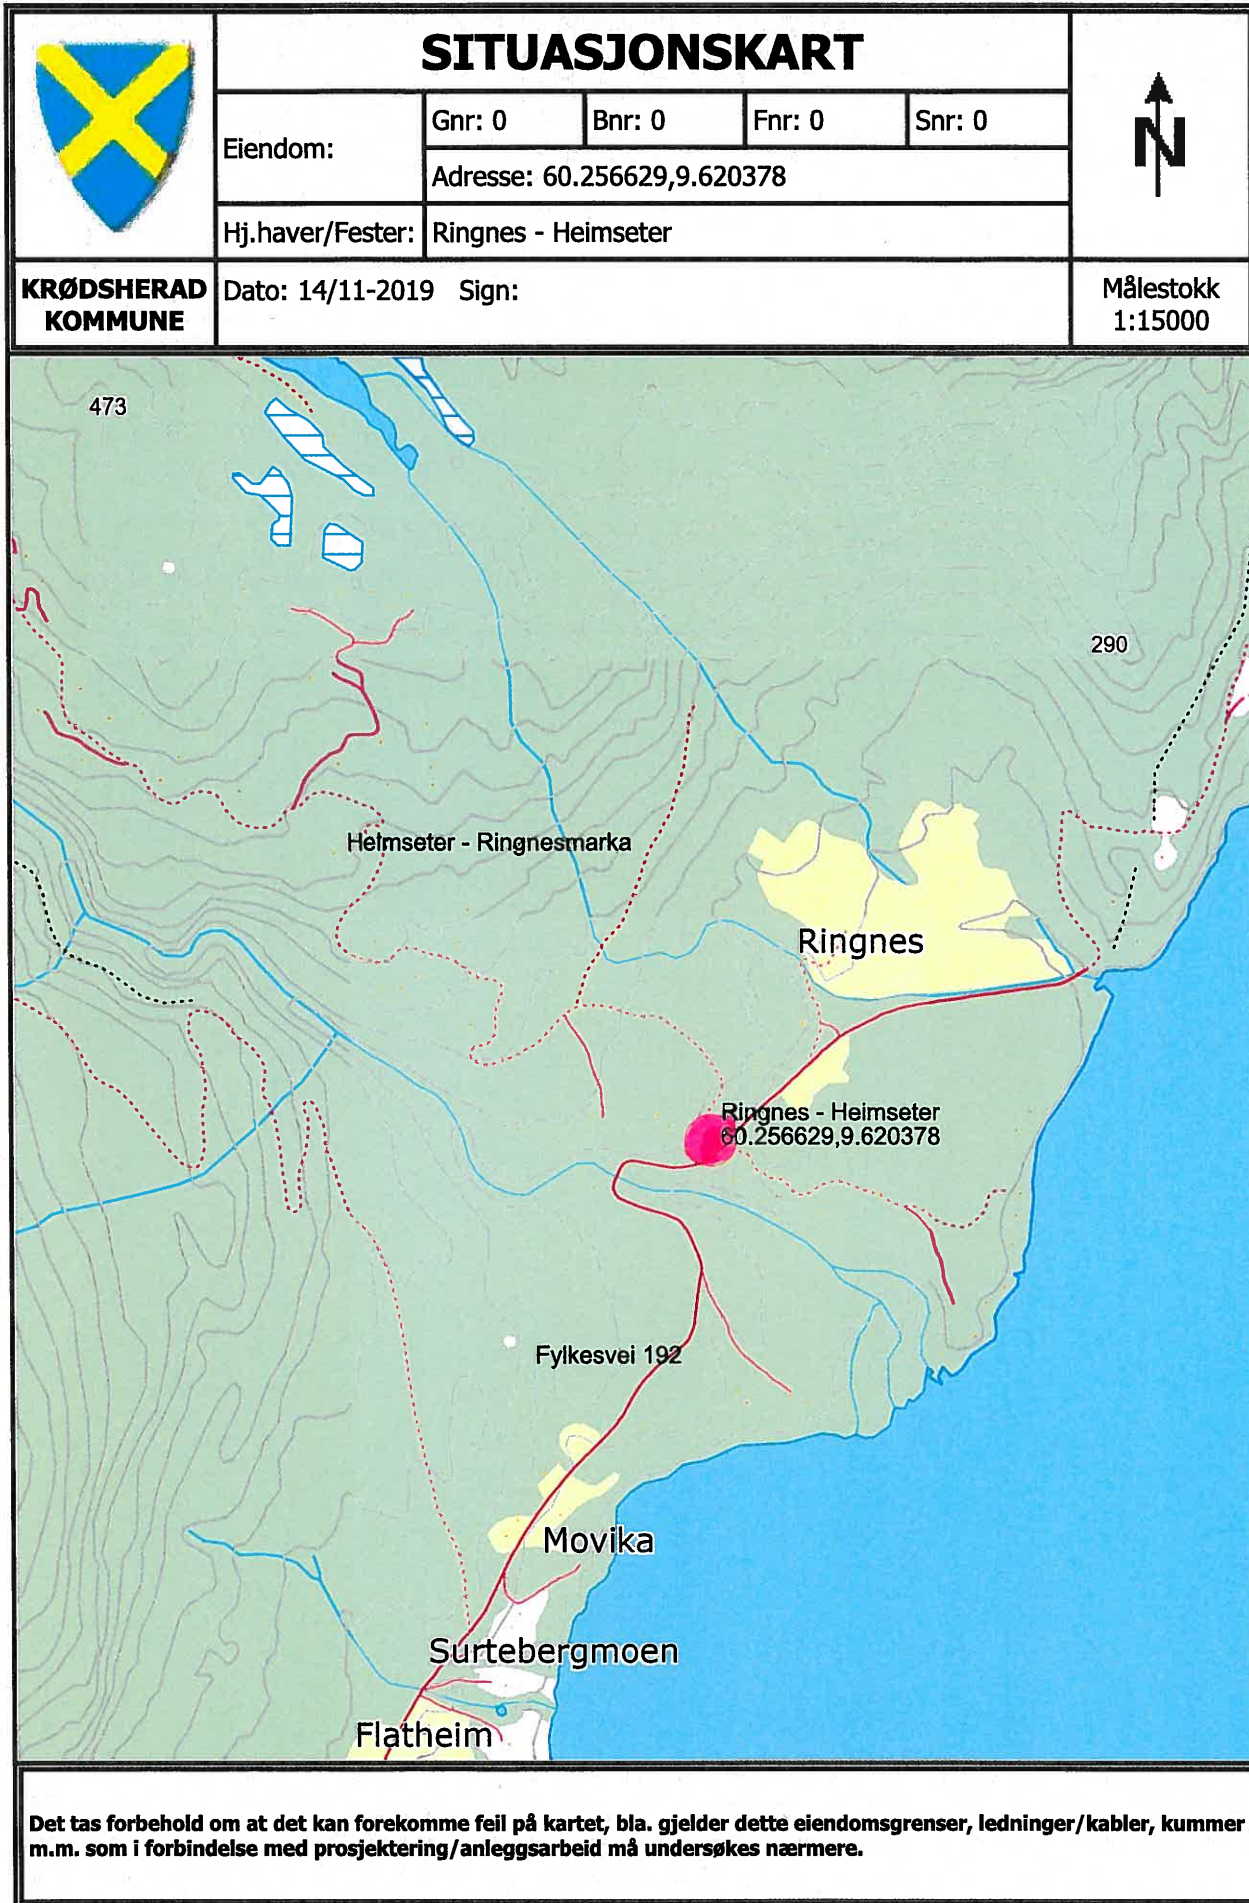 SITUASJONSKART
Eiendom:
Gnr: 0
Bnr: 0
Fnr: 0
Snr: 0
Adresse: 60.256629,9.620378
Hj.haver/Fester:
Ringnes - Heimseter
N
KRØDSHERAD
KOMMUNE
Dato: 14/11-2019 Sign:
Målestokk
1:15000
473
290
Heimseter - Ringnesmarka
Ringnes
Ringnes - Heimseter
60.256629,9.620378
Fylkesvei 192
Movika
Surtebergmoen
Flatheim
Det tas forbehold om at det kan forekomme feil på kartet, bla. gjelder dette eiendomsgrenser, ledninger/kabler, kummer
m.m. som i forbindelse med prosjektering/anleggsarbeid må undersøkes nærmere.